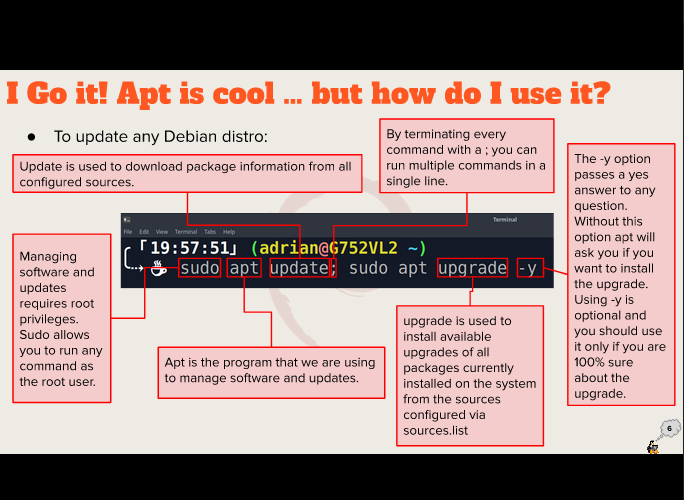 I Go it! Apt is cool ... but how do I use it?
● To update any Debian distro:
By terminating every
command with a ; you can
run multiple commands in a
single line.
Update is used to download package information from all
configured sources.
The -y option
passes a yes
answer to any
question.
Without this
option apt will
ask you if you
want to install
the upgrade.
Using -y is
optional and
you should use
it only if you are
100% sure
about the
upgrade.
Terminal
File Edit View Terminal Tabs Help
「19:57:51」 (adrian@G752VL2 ~)
sudo apt update; sudo apt upgrade -y
Managing
software and
updates
requires root
privileges.
Sudo allows
you to run any
command as
the root user.
Apt is the program that we are using
to manage software and updates.
upgrade is used to
install available
upgrades of all
packages currently
installed on the system
from the sources
configured via
sources.list
6